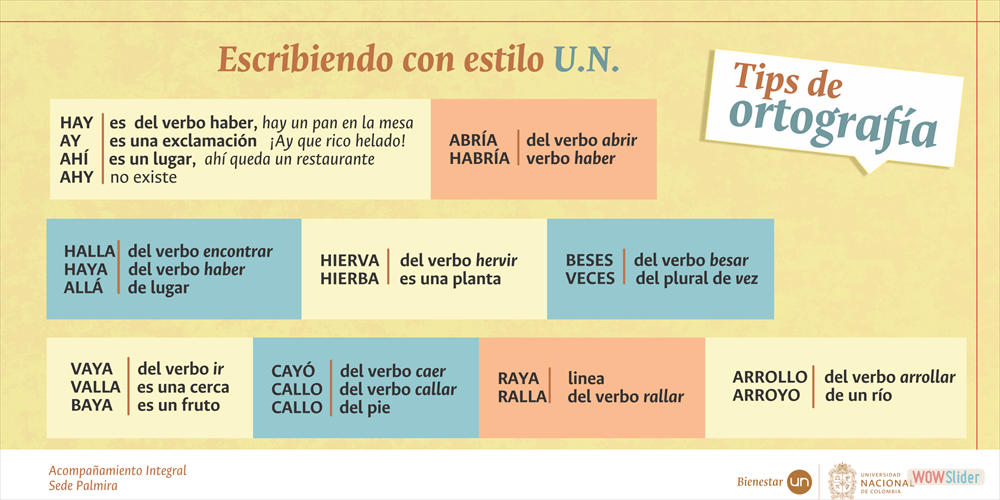 Escribiendo con estilo U.N.
Tips de
ortografía
HAY es del verbo haber, hay un pan en la mesa
AY es una exclamación ¡Ay que rico helado!
AHÍ es un lugar, ahí queda un restaurante
AHY no existe
ABRÍA del verbo abrir
HABRÍA verbo haber
HALLA del verbo encontrar
HAYA del verbo haber
ALLÁ de lugar
HIERVA del verbo hervir
HIERBA es una planta
BESES del verbo besar
VECES del plural de vez
VAYA del verbo ir
VALLA es una cerca
BAYA es un fruto
CAYÓ del verbo caer
CALLO del verbo callar
CALLO del pie
RAYA linea
RALLA del verbo rallar
ARROLLO del verbo arrollar
ARROYO de un río
Acompañamiento Integral
Sede Palmira
Bienestar un
UNIVERSIDAD
NACIONAL
DE COLOMBIA
WOWSlider